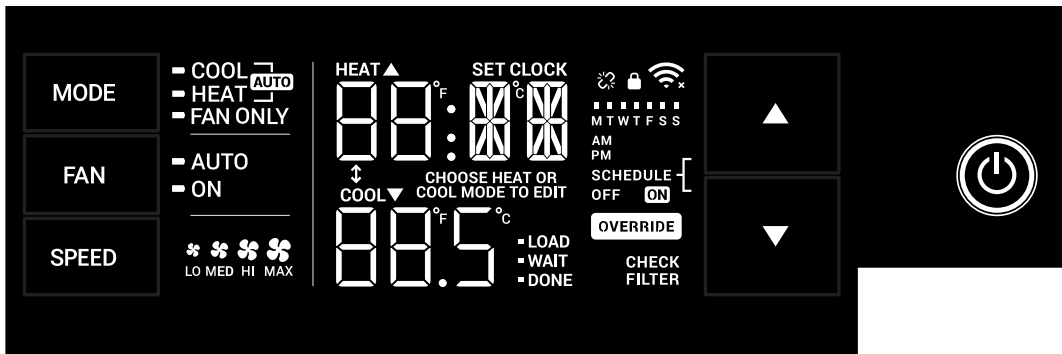 MODE
FAN
SPEED
COOL
HEAT
AUTO
FAN ONLY
AUTO
ON
LO MED HI MAX
HEAT▲ SET CLOCK
88°F:88°C
CHOOSE HEAT OR
COOL▼ COOL MODE TO EDIT
88.5°F°C
LOAD
WAIT
DONE
M T W T F S S
AM
PM
SCHEDULE
OFF ON
OVERRIDE
CHECK
FILTER